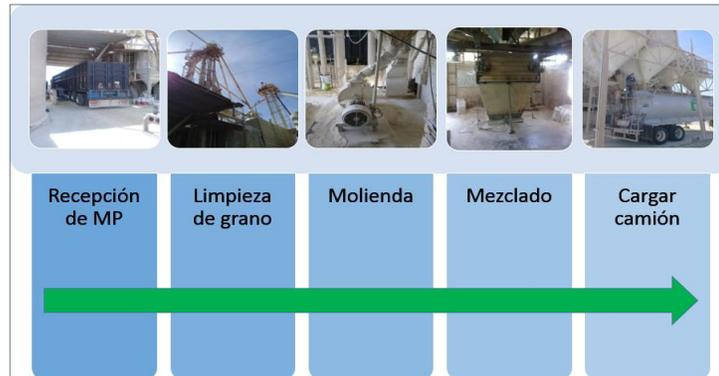 Recepción
de MP
Limpieza
de grano
Molienda
Mezclado
Cargar
camión